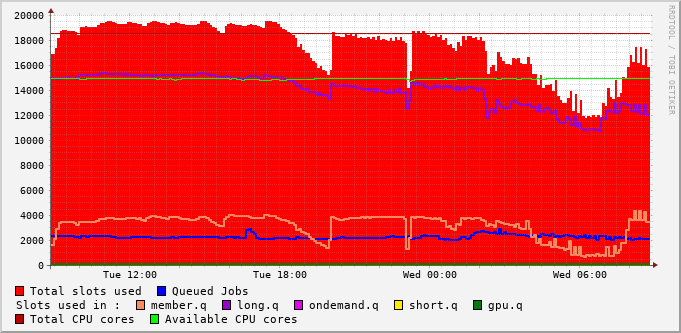 20000
18000
16000
14000
12000
10000
8000
6000
4000
2000
0
Tue 12:00 Tue 18:00 Wed 00:00 Wed 06:00
Total slots used Queued Jobs
Slots used in : member.q long.q ondemand.q short.q gpu.q
Total CPU cores Available CPU cores
RRDTOOL / TOBI OETIKER